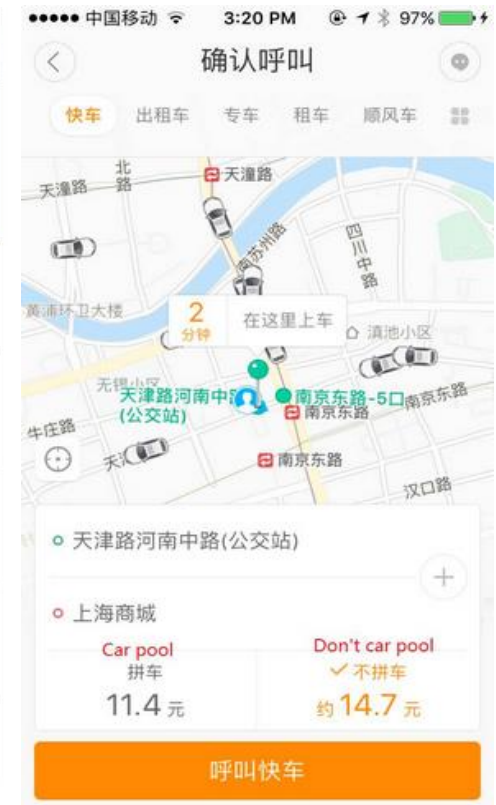 中国移动 3:20 PM 97%
确认呼叫
快车 出租车 专车 租车 顺风车
北
天潼路 路 天潼路
南苏州路
四川中路
黄浦环卫大楼
2 分钟 在这里上车
滇池小区
无锡小区
天津路河南中路 南京东路-5口
(公交站) 南京东路 南京东路
牛庄路
天
南京东路
汉口路
天津路河南中路(公交站)
上海商城
Car pool Don't car pool
拼车 不拼车
11.4 元 约 14.7 元
呼叫快车